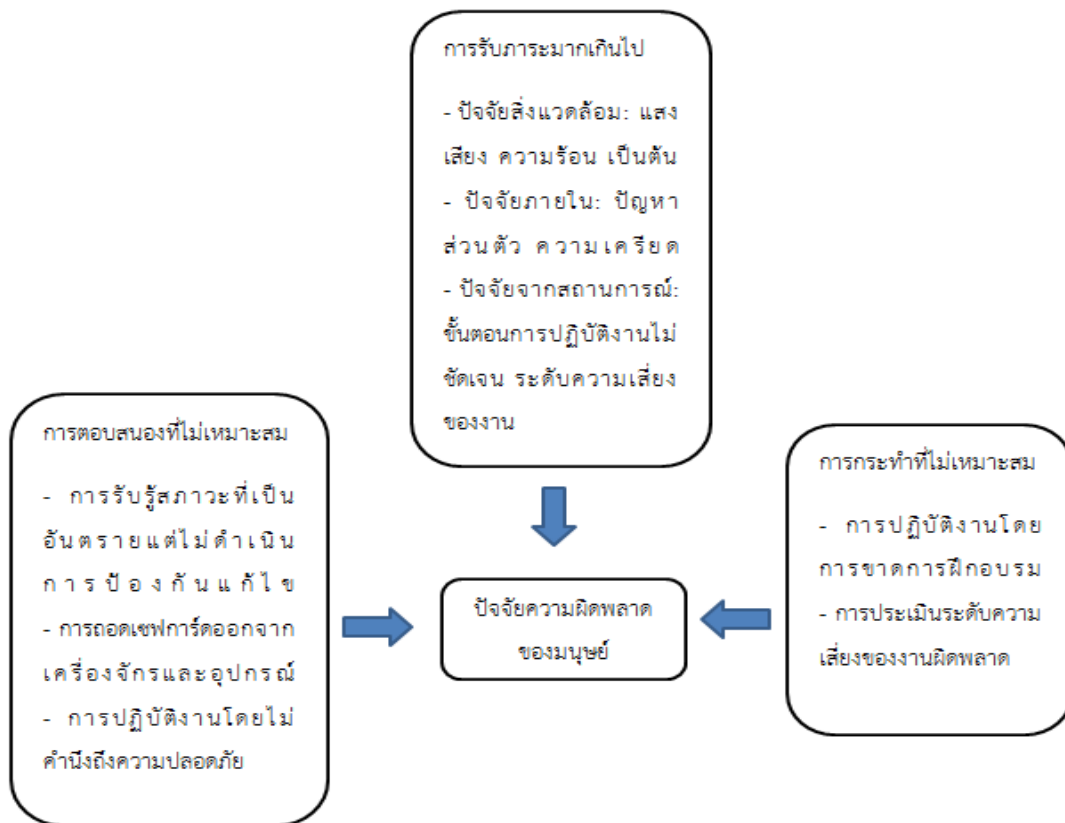 การรับภาระมากเกินไป
- ปัจจัยสิ่งแวดล้อม: แสง
เสียง ความร้อน เป็นต้น
- ปัจจัยภายใน: ปัญหา
ส่วนตัว ความเครียด
- ปัจจัยจากสถานการณ์:
ขั้นตอนการปฏิบัติงานไม่
ชัดเจน ระดับความเสี่ยง
ของงาน
การตอบสนองที่ไม่เหมาะสม
- การรับรู้สภาวะที่เป็น
อันตรายแต่ไม่ดำเนิน
การป้องกันแก้ไข
- การถอดเซฟการ์ดออกจาก
เครื่องจักรและอุปกรณ์
- การปฏิบัติงานโดยไม่
คำนึงถึงความปลอดภัย
ปัจจัยความผิดพลาด
ของมนุษย์
การกระทำที่ไม่เหมาะสม
- การปฏิบัติงานโดย
การขาดการฝึกอบรม
- การประเมินระดับความ
เสี่ยงของงานผิดพลาด